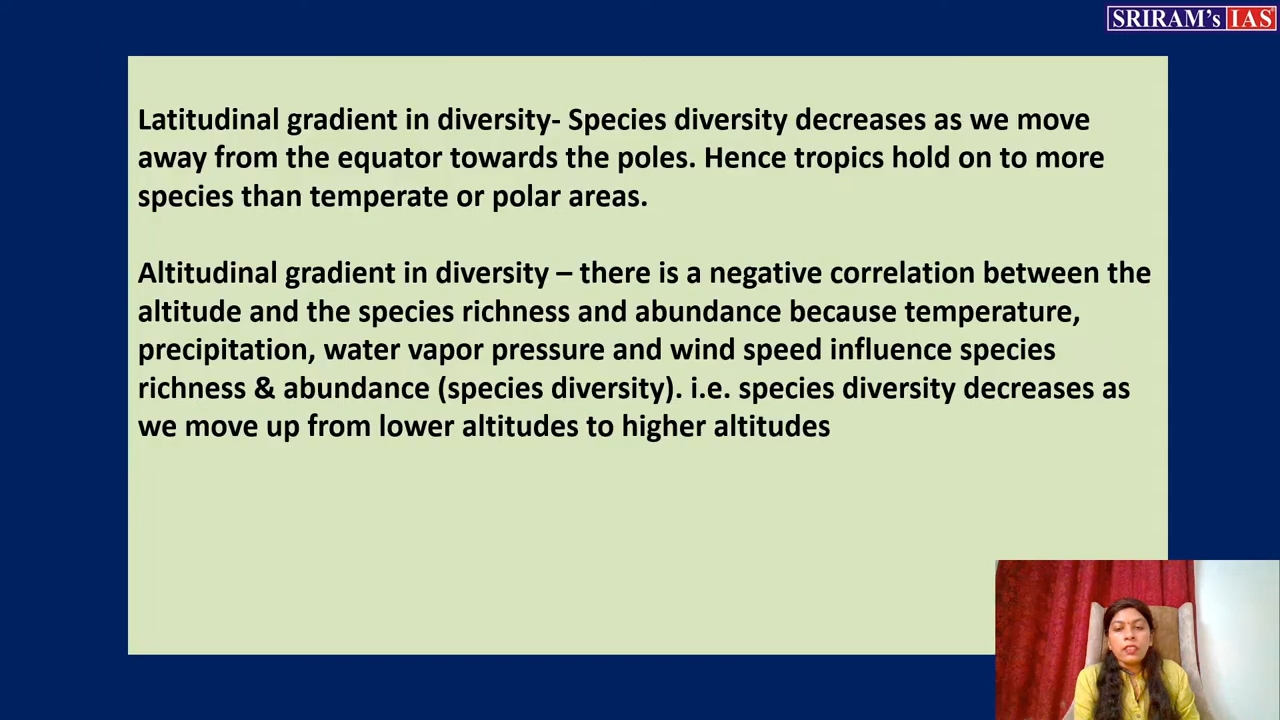 SRIRAM's IAS
Latitudinal gradient in diversity- Species diversity decreases as we move
away from the equator towards the poles. Hence tropics hold on to more
species than temperate or polar areas.
Altitudinal gradient in diversity – there is a negative correlation between the
altitude and the species richness and abundance because temperature,
precipitation, water vapor pressure and wind speed influence species
richness & abundance (species diversity). i.e. species diversity decreases as
we move up from lower altitudes to higher altitudes